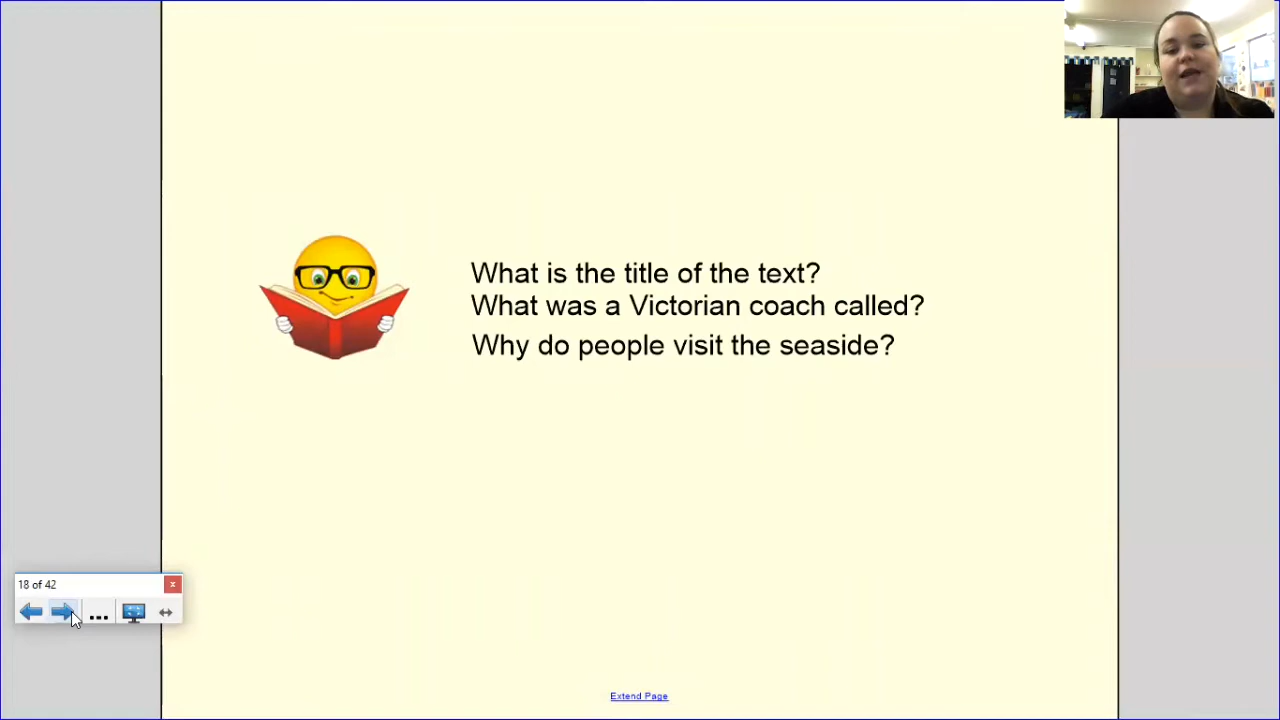 What is the title of the text?
What was a Victorian coach called?
Why do people visit the seaside?
18 of 42
x
...
Extend Page